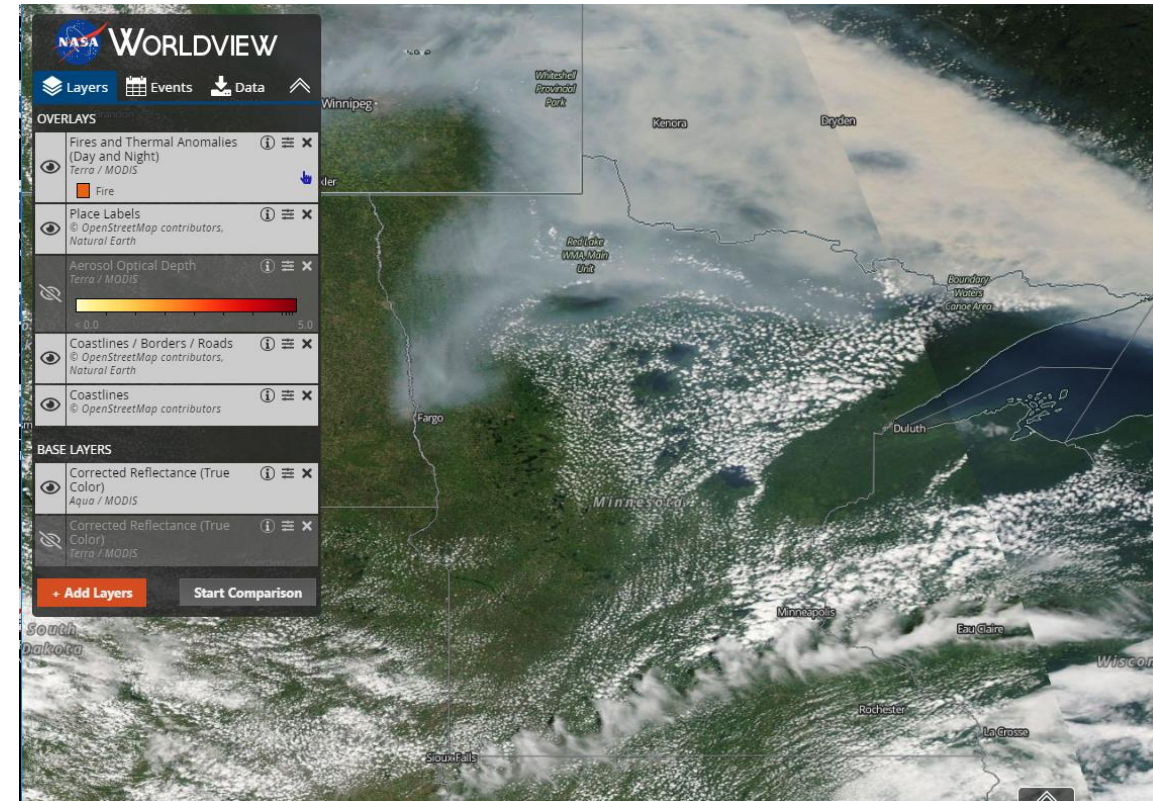 NASA WORLDVIEW
Layers Events Data
OVERLAYS
Fires and Thermal Anomalies
(Day and Night)
Terra / MODIS
Fire
Place Labels
© OpenStreetMap contributors,
Natural Earth
Aerosol Optical Depth
Terra / MODIS
< 0.0 5.0
Coastlines / Borders / Roads
© OpenStreetMap contributors,
Natural Earth
Coastlines
© OpenStreetMap contributors
BASE LAYERS
Corrected Reflectance (True
Color)
Aqua / MODIS
Corrected Reflectance (True
Color)
Terra / MODIS
+ Add Layers Start Comparison
Winnipeg
Whiteshell
Provincial
Park
Kenora
Dryden
kler
Red Lake
WMA, Main
Unit
Boundary
Waters
Canoe Area
Fargo
Duluth
Minnesota
Minneapolis
Eau Claire
South
Dakota
Wiscon
Rochester
La Crosse
Sioux Falls